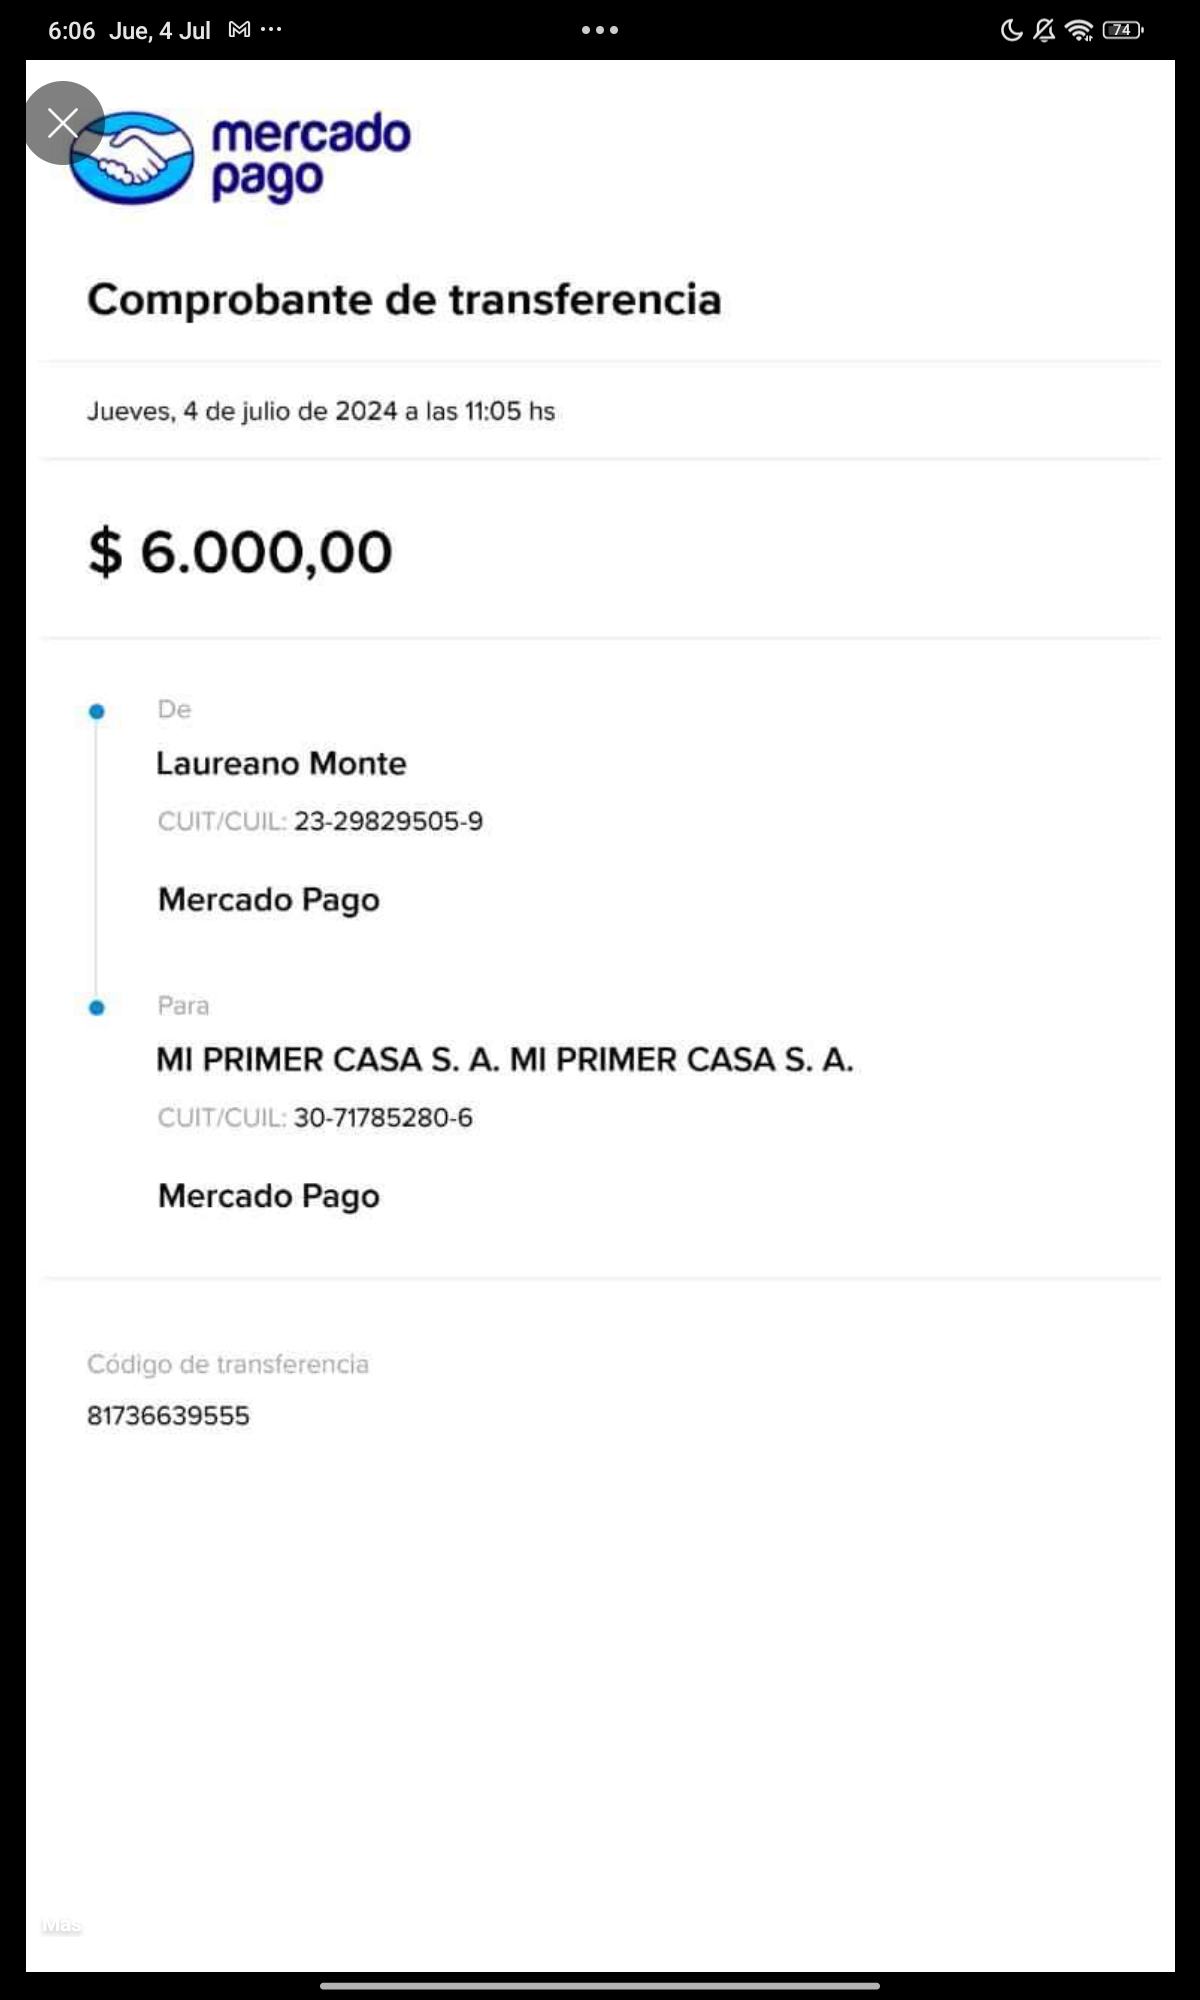 6:06 Jue, 4 Jul
74
mercado
pago
Comprobante de transferencia
Jueves, 4 de julio de 2024 a las 11:05 hs
$ 6.000,00
De
Laureano Monte
CUIT/CUIL: 23-29829505-9
Mercado Pago
Para
MI PRIMER CASA S. A. MI PRIMER CASA S. A.
CUIT/CUIL: 30-71785280-6
Mercado Pago
Código de transferencia
81736639555
Más